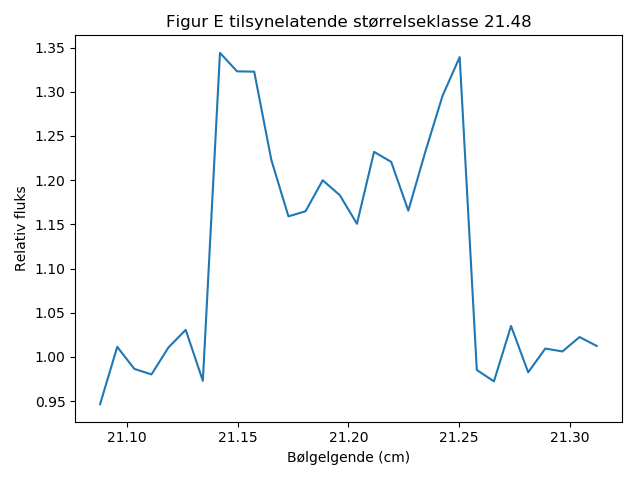 Figur E tilsynelatende størrelseklasse 21.48
1.35
1.30
1.25
1.20
1.15
1.10
1.05
1.00
0.95
Relativ fluks
21.10 21.15 21.20 21.25 21.30
Bølgelgende (cm)